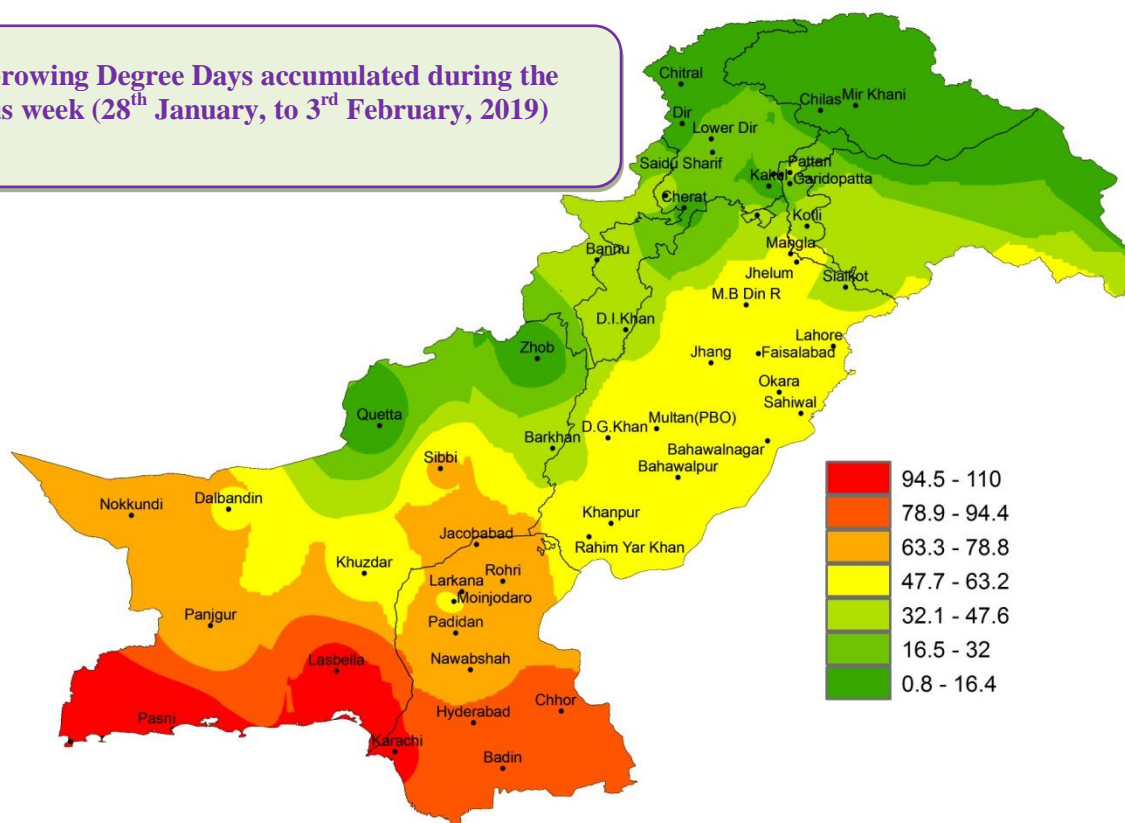 rowing Degree Days accumulated during the
s week (28th January, to 3rd February, 2019)
Chitral
Chilas Mir Khani
Dir
Lower Dir
Saidu Sharif
Pattan
Kakul
Garidopatta
Cherat
Kotli
Bannu
Mangla
Jhelum
Sialkot
M.B Din R
D.I.Khan
Lahore
Zhob
Jhang
Faisalabad
Okara
Quetta
Sahiwal
D.G.Khan
Multan(PBO)
Barkhan
Bahawalnagar
Sibbi
Bahawalpur
Nokkundi
Dalbandin
Khanpur
Jacobabad
Rahim Yar Khan
Khuzdar
Rohri
Larkana
Moinjodaro
Panjgur
Padidan
Lasbella
Nawabshah
Chhor
Pasni
Hyderabad
Karachi
Badin
94.5 - 110
78.9 - 94.4
63.3 - 78.8
47.7 - 63.2
32.1 - 47.6
16.5 - 32
0.8 - 16.4